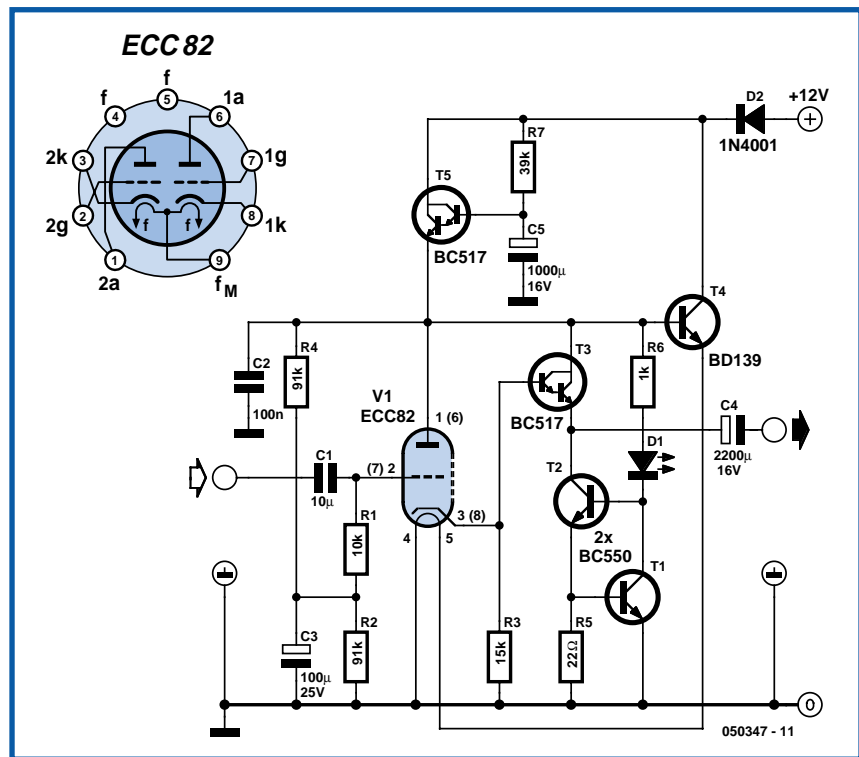 ECC 82
f
f
1a
4
5
6
2k
3
7
1g
2g
2
8
1k
f
f
1
9
2a
fM
D2
+12V
1N4001
R7
39k
T5
BC517
C5
1000µ
16V
T4
BD139
R4
91k
C2
100n
T3
BC517
R6
1k
V1
ECC82
1 (6)
C4
2200µ
16V
D1
C1
10µ
(7) 2
T2
3 (8)
R1
10k
4
5
2x
BC550
T1
C3
100µ
25V
R2
91k
R3
15k
R5
22Ω
0
050347 - 11